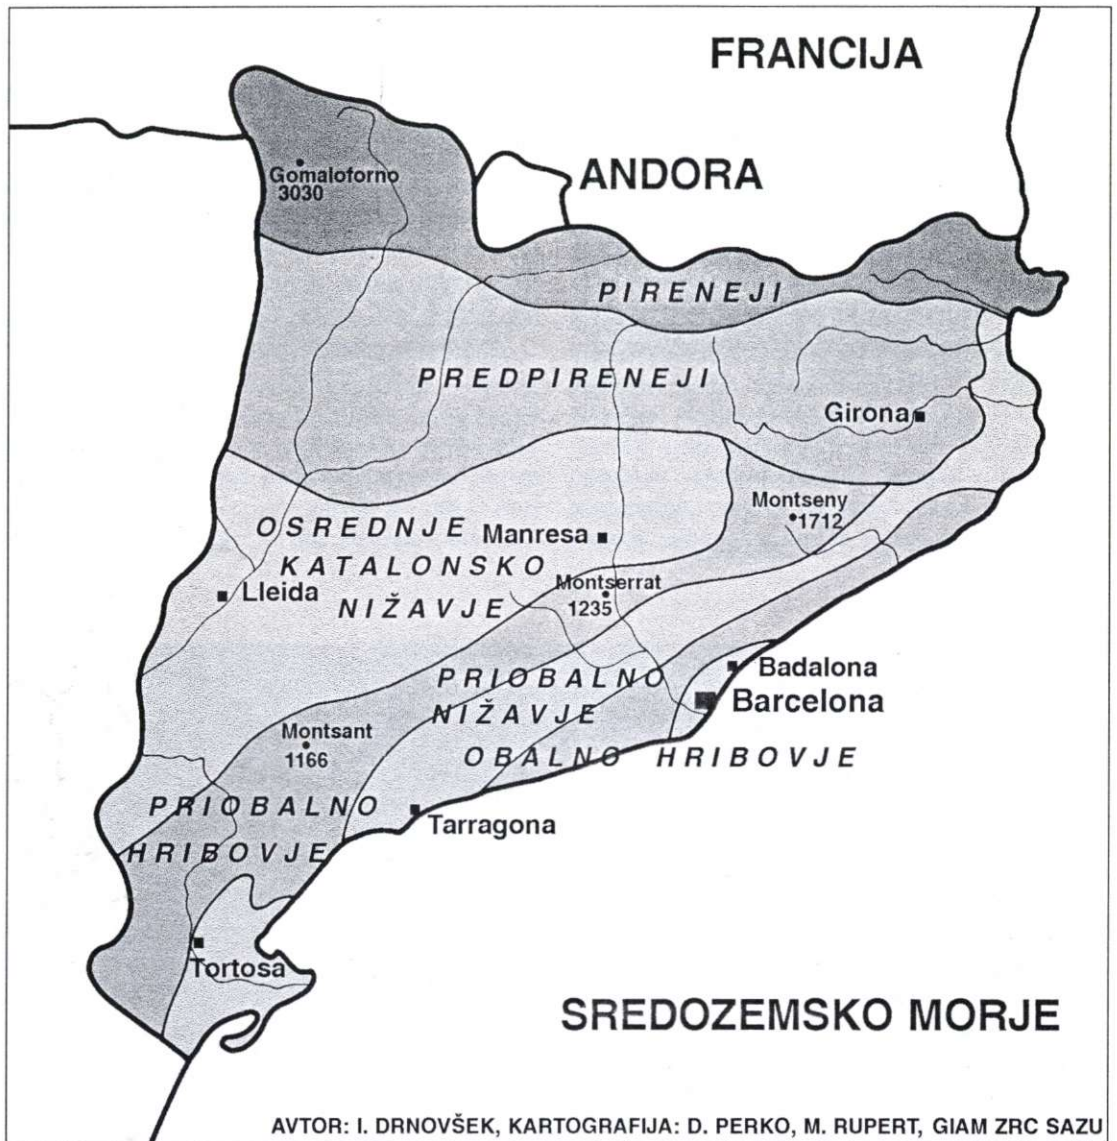 FRANCIJA
ANDORA
Gomaloforno
3030
PIRENEJI
PREDPIRENEJI
Girona
Montseny
1712
OSREDNJE
Manresa
KATALONSKO
Montserrat
Lleida
NIŽAVJE
1235
PRIOBALNO
Badalona
NIŽAVJE
Barcelona
Montsant
1166
OBALNO HRIBOVJE
PRIOBALNO
Tarragona
HRIBOVJE
Tortosa
SREDOZEMSKO MORJE
AVTOR: I. DRNOVŠEK, KARTOGRAFIJA: D. PERKO, M. RUPERT, GIAM ZRC SAZU